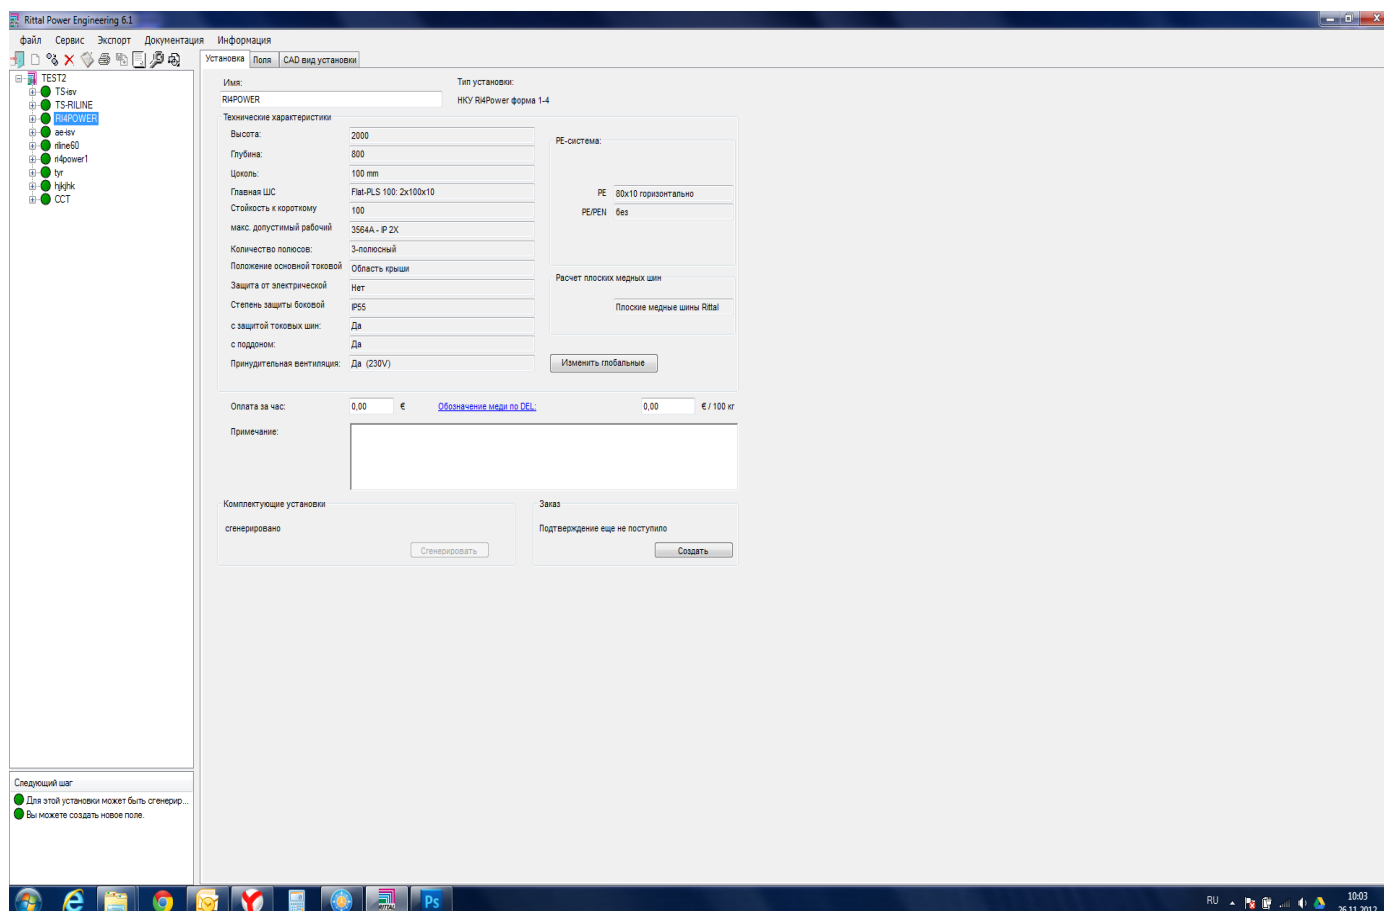 Rittal Power Engineering 6.1
файл Сервис Экспорт Документация Информация
Установка Поля CAD вид установки
TEST2
TS-isv
TS-RILINE
RI4POWER
ae-isv
riline60
ri4power1
tyr
hjkjhk
CCT
Имя:
RI4POWER
Тип установки:
НКУ Ri4Power форма 1-4
Технические характеристики
Высота: 2000
Глубина: 800
Цоколь: 100 mm
Главная ШС Flat-PLS 100: 2x100x10
Стойкость к короткому 100
макс. допустимый рабочий 3564A - IP 2X
Количество полюсов: 3-полюсный
Положение основной токовой Область крыши
Защита от электрической Нет
Степень защиты боковой IP55
с защитой токовых шин: Да
с поддоном: Да
Принудительная вентиляция: Да (230V)
PE-система:
PE 80x10 горизонтально
PE/PEN без
Расчет плоских медных шин
Плоские медные шины Rittal
Изменить глобальные
Оплата за час: 0,00 € Обозначение меди по DEL: 0,00 € / 100 кг
Примечание:
Комплектующие установки
сгенерировано
Сгенерировать
Заказ
Подтверждение еще не поступило
Создать
Следующий шаг
Для этой установки может быть сгенерир...
Вы можете создать новое поле.
RITTAL
Ps
RU
10:03
26.11.2012